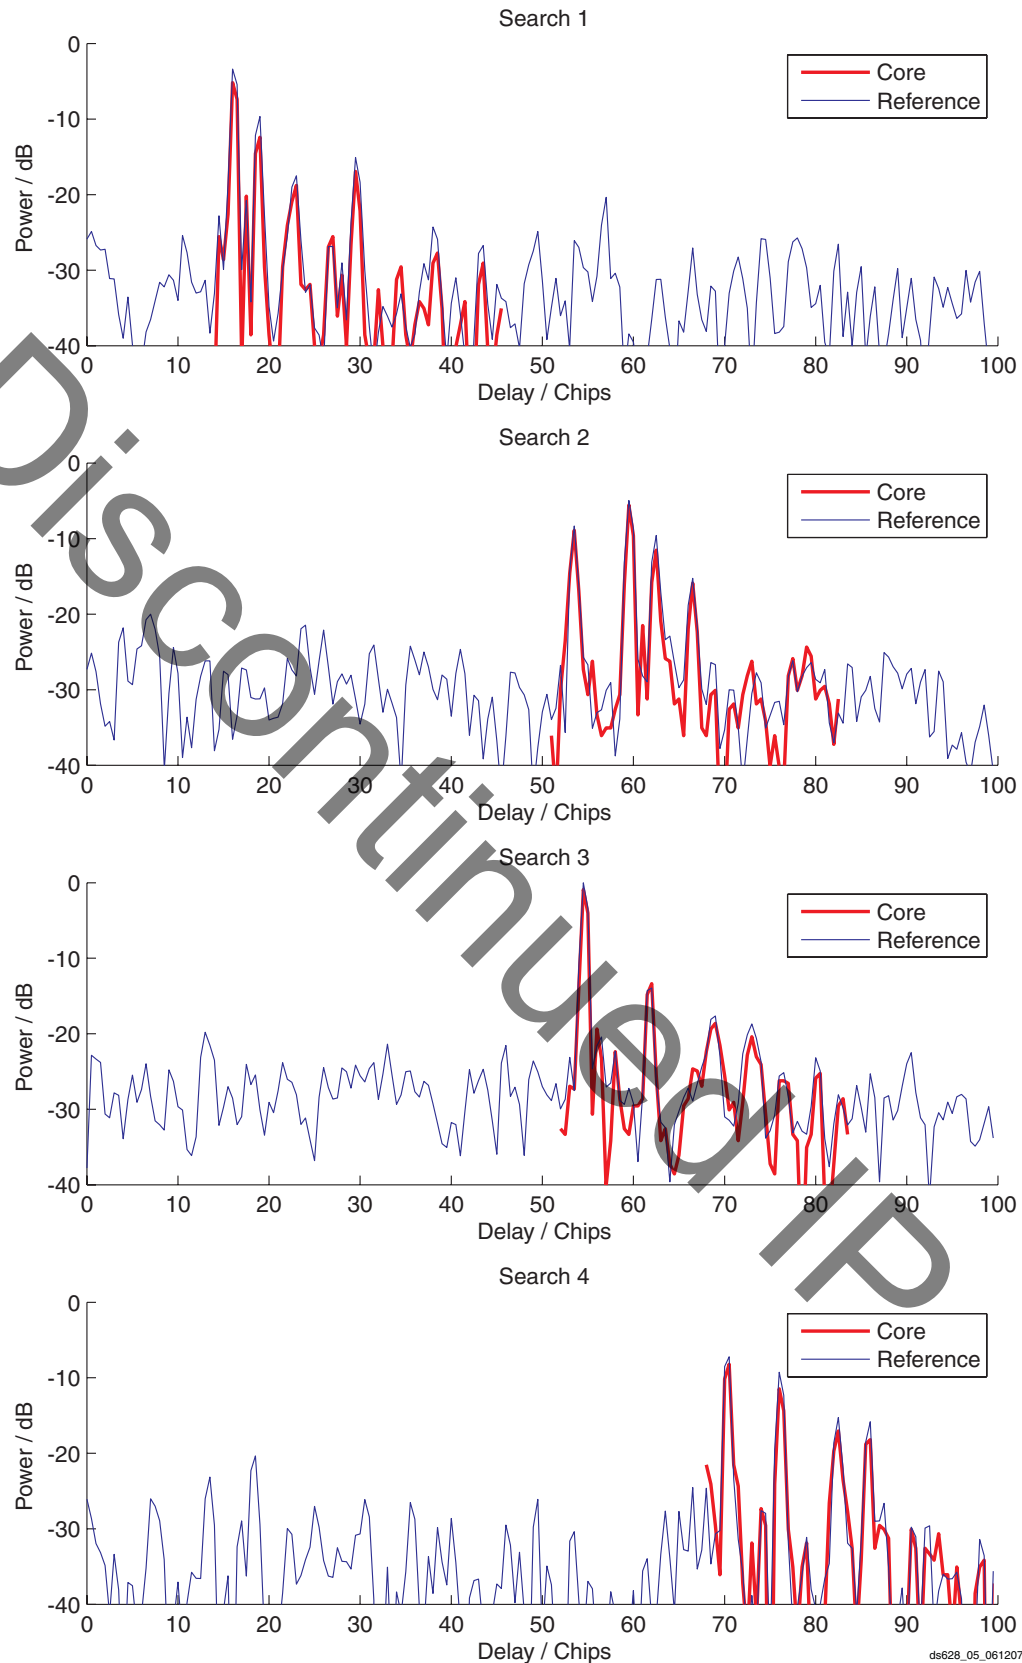 Search 1
0
-10
-20
-30
-40
Power / dB
Core
Reference
0 10 20 30 40 50 60 70 80 90 100
Delay / Chips
Search 2
0
-10
-20
-30
-40
Power / dB
Core
Reference
0 10 20 30 40 50 60 70 80 90 100
Delay / Chips
Search 3
0
-10
-20
-30
-40
Power / dB
Core
Reference
0 10 20 30 40 50 60 70 80 90 100
Delay / Chips
Search 4
0
-10
-20
-30
-40
Power / dB
Core
Reference
0 10 20 30 40 50 60 70 80 90 100
Delay / Chips
Discontinued IP
ds628_05_061207